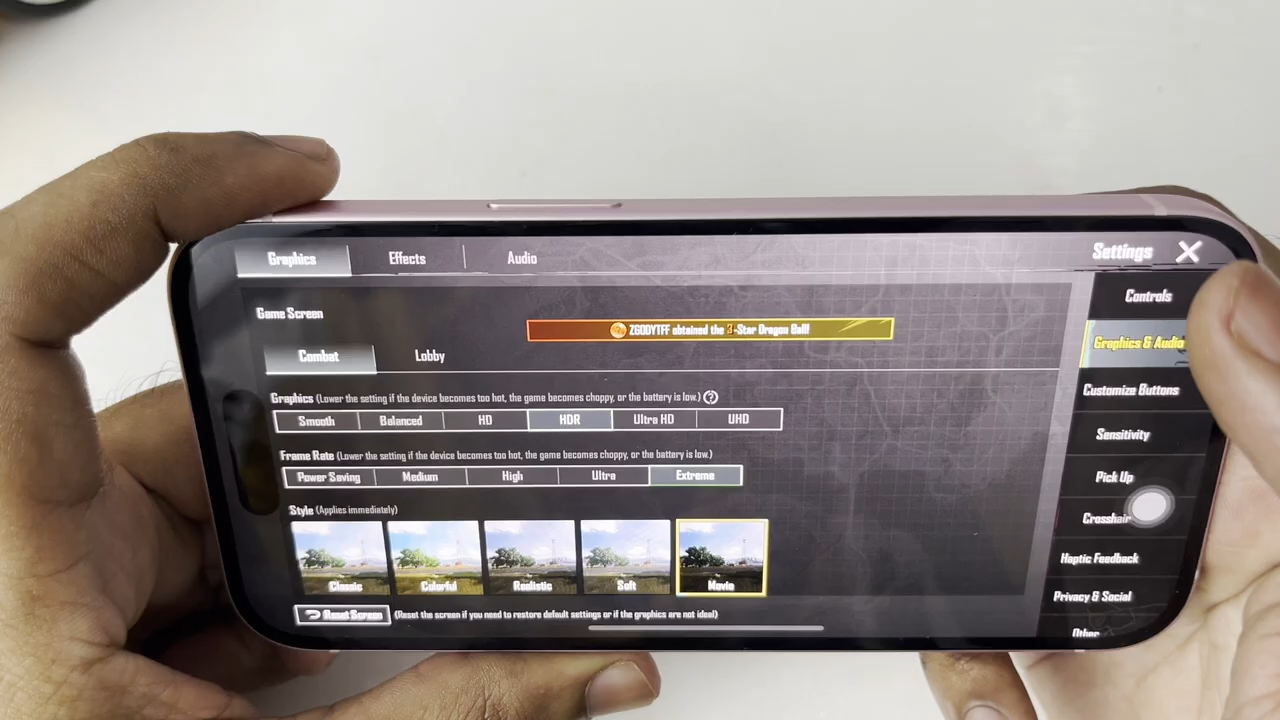 Graphics Effects Audio Settings
Controls
Graphics & Audio
Customize Buttons
Sensitivity
Pick Up
Crosshair
Haptic Feedback
Privacy & Social
Other
Game Screen
ZGODYTFF obtained the 3-Star Dragon Ball!
Combat Lobby
Graphics (Lower the setting if the device becomes too hot, the game becomes choppy, or the battery is low.) ?
Smooth Balanced HD HDR Ultra HD UHD
Frame Rate (Lower the setting if the device becomes too hot, the game becomes choppy, or the battery is low.)
Power Saving Medium High Ultra Extreme
Style (Applies immediately)
Classic Colorful Realistic Soft Movie
Reset Screen (Reset the screen if you need to restore default settings or if the graphics are not ideal)